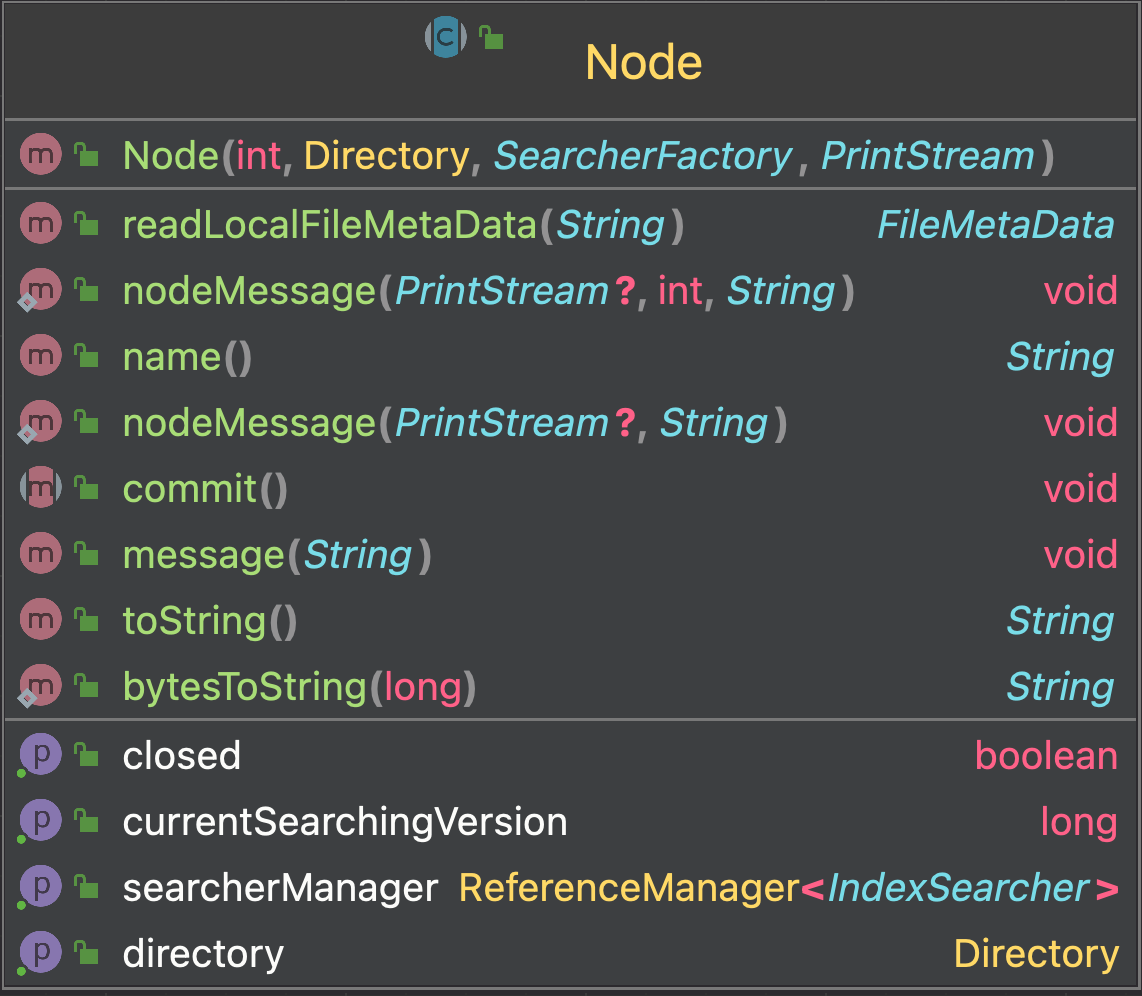 C Node
m Node(int, Directory, SearcherFactory, PrintStream)
m readLocalFileMetaData(String) FileMetaData
m nodeMessage(PrintStream?, int, String) void
m name() String
m nodeMessage(PrintStream?, String) void
m commit() void
m message(String) void
m toString() String
m bytesToString(long) String
p closed boolean
p currentSearchingVersion long
p searcherManager ReferenceManager<IndexSearcher>
p directory Directory